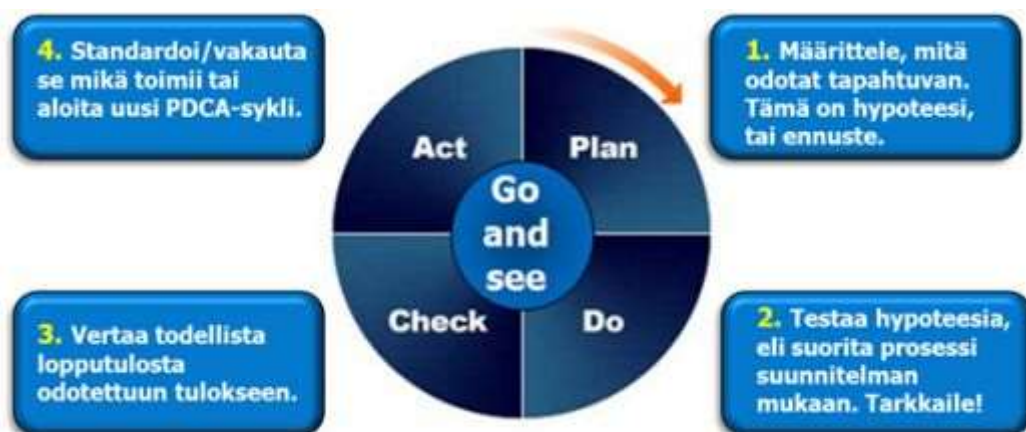 4. Standardoi/vakauta
se mikä toimii tai
aloita uusi PDCA-sykli.
1. Määrittele, mitä
odotat tapahtuvan.
Tämä on hypoteesi,
tai ennuste.
Act
Plan
Go
and
see
Check
Do
3. Vertaa todellista
lopputulosta
odotettuun tulokseen.
2. Testaa hypoteesia,
eli suorita prosessi
suunnitelman
mukaan. Tarkkaile!